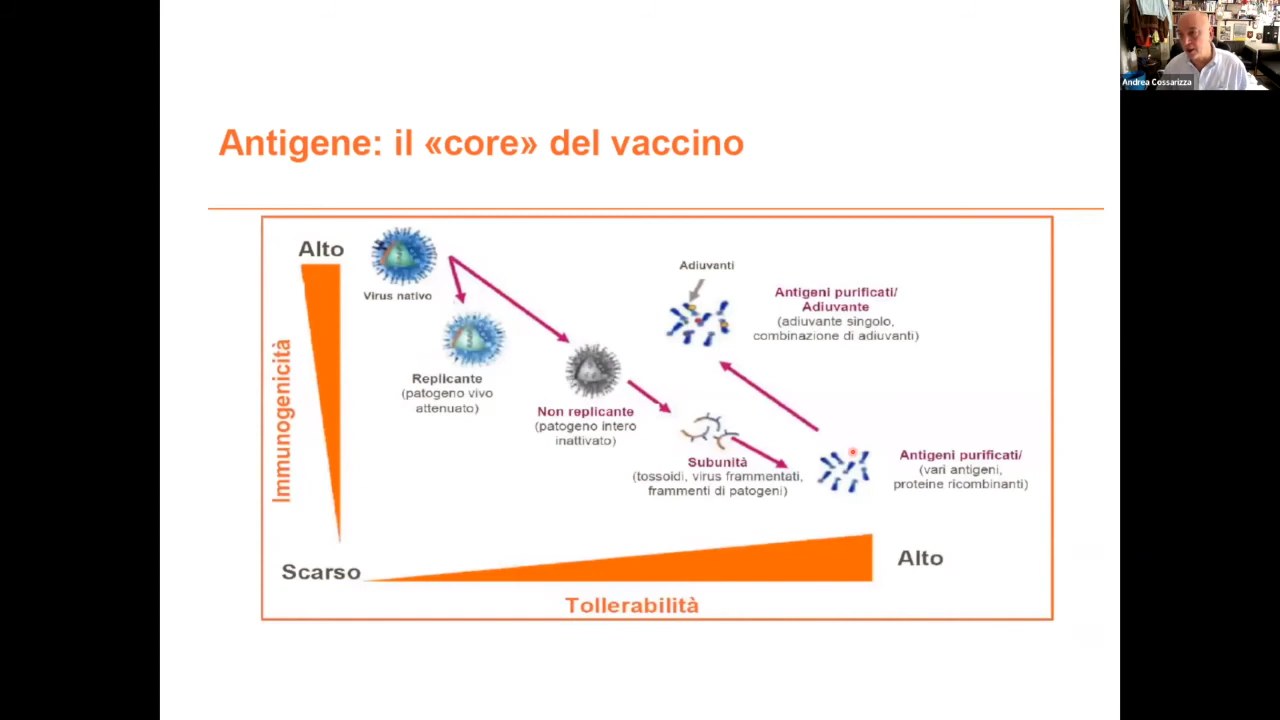 Andrea Cossarizza
Antigene: il «core» del vaccino
Alto
Immunogenicità
Scarso
Virus nativo
Replicante
(patogeno vivo
attenuato)
Non replicante
(patogeno intero
inattivato)
Subunità
(tossoidi, virus frammentati,
frammenti di patogeni)
Adiuvanti
Antigeni purificati/
Adiuvante
(adiuvante singolo,
combinazione di adiuvanti)
Antigeni purificati/
(vari antigeni,
proteine ricombinanti)
Alto
Tollerabilità